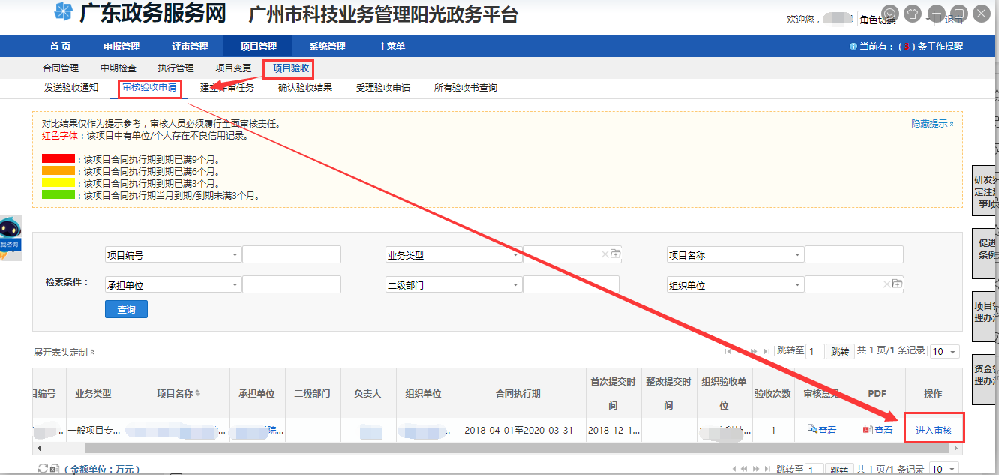 广东政务服务网 广州市科技业务管理阳光政务平台
欢迎您， 角色切换 退出
首 页 申报管理 评审管理 项目管理 系统管理 主菜单 当前有：（ 3 ）条工作提醒
合同管理 中期检查 执行管理 项目变更 项目验收
发送验收通知 审核验收申请 建立评审任务 确认验收结果 受理验收申请 所有验收书查询
对比结果仅作为提示参考，审核人员必须履行全面审核责任。 隐藏提示
红色字体：该项目中有单位/个人存在不良信用记录。
：该项目合同执行期到期已满9个月。
：该项目合同执行期到期已满6个月。
：该项目合同执行期到期已满3个月。
：该项目合同执行期当月到期/到期未满3个月。
我咨询
研发
定注意
事项
促进
条例
项目管
理办法
资金管
理办法
项目编号 业务类型 项目名称
检索条件：
承担单位 二级部门 组织单位
查询
展开表头定制 跳转至 1 跳转 共 1 页/1 条记录 10
目编号 业务类型 项目名称 承担单位 二级部门 负责人 组织单位 合同执行期 首次提交时间 整改提交时间 组织验收单位 验收次数 审核意见 PDF 操作
.. 一般项目专... ... 院... ... 2018-04-01至2020-03-31 2018-12-1... -- ... 1 查看 查看 进入审核
（金额单位：万元） 跳转至 1 跳转 共 1 页/1 条记录 10